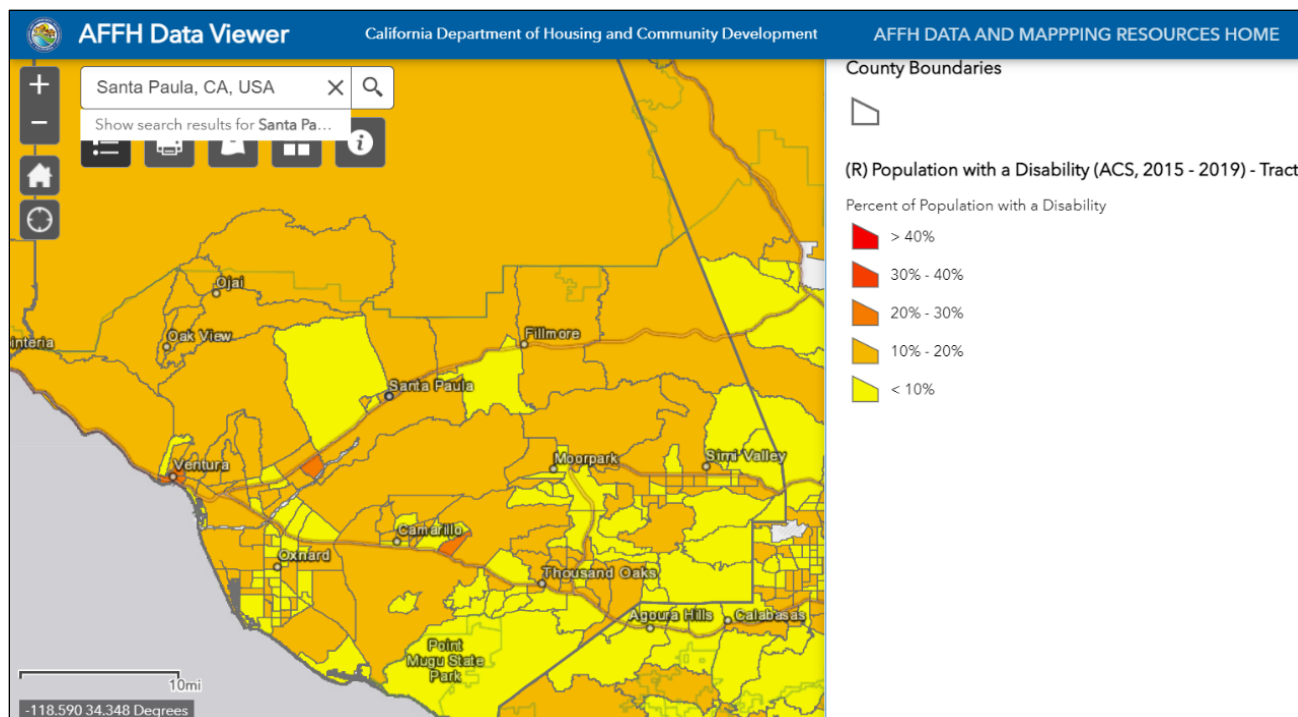 AFFH Data Viewer
California Department of Housing and Community Development
AFFH DATA AND MAPPPING RESOURCES HOME
+
Santa Paula, CA, USA
−
Show search results for Santa Pa...
County Boundaries
(R) Population with a Disability (ACS, 2015 - 2019) - Tract
Percent of Population with a Disability
> 40%
30% - 40%
20% - 30%
10% - 20%
< 10%
Ojai
Oak View
interia
Fillmore
Santa Paula
Ventura
Moorpark
Simi Valley
Camarillo
Oxnard
Thousand Oaks
Agoura Hills
Calabasas
Point
Mugu State
Park
10mi
-118.590 34.348 Degrees